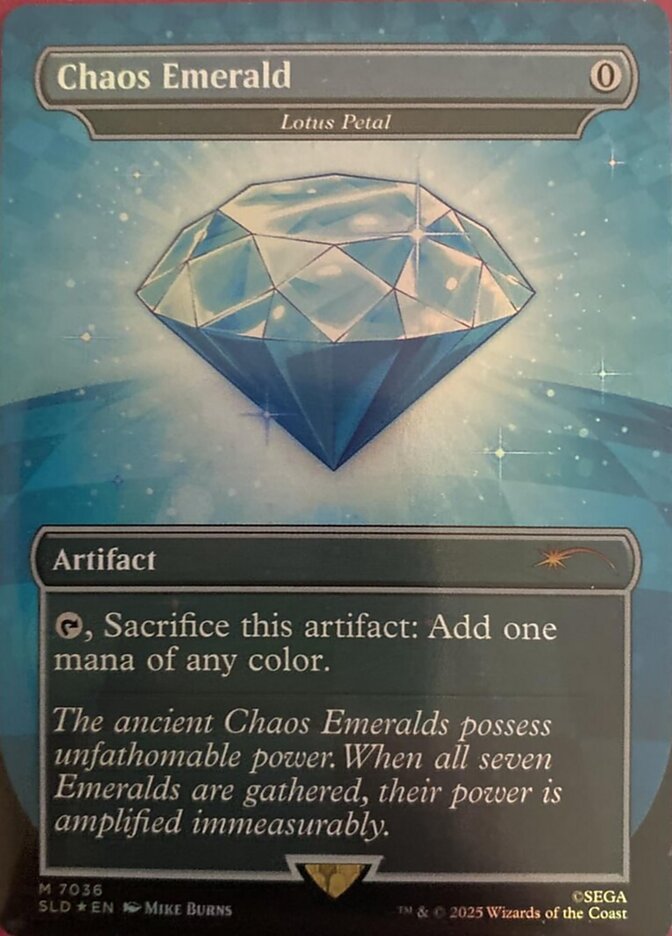 Chaos Emerald 0
Lotus Petal
Artifact
, Sacrifice this artifact: Add one
mana of any color.
The ancient Chaos Emeralds possess
unfathomable power. When all seven
Emeralds are gathered, their power is
amplified immeasurably.
M 7036
SLD ★ EN Mike Burns
©SEGA
™ & © 2025 Wizards of the Coast